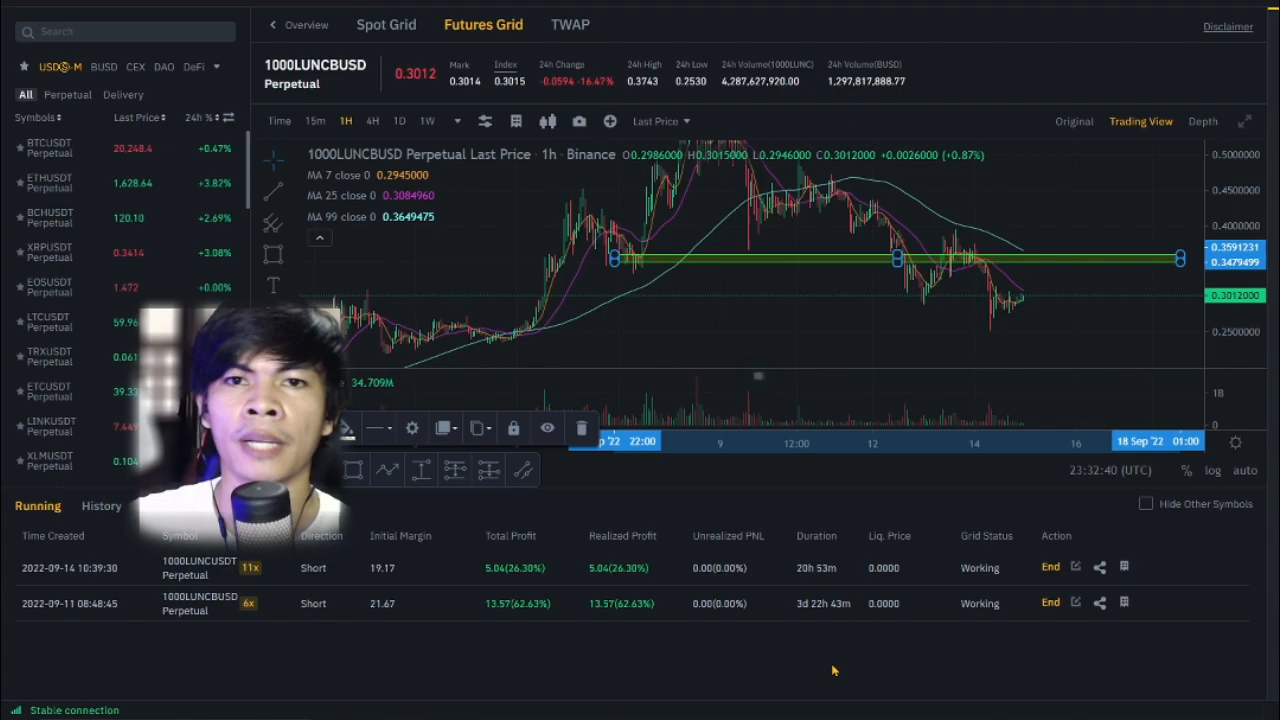 Search
Overview Spot Grid Futures Grid TWAP Disclaimer
USDⓈ-M BUSD CEX DAO DeFi
All Perpetual Delivery
Symbols Last Price 24h %
BTCUSDT Perpetual 20,248.4 +0.47%
ETHUSDT Perpetual 1,628.64 +3.82%
BCHUSDT Perpetual 120.10 +2.69%
XRPUSDT Perpetual 0.3414 +3.08%
EOSUSDT Perpetual 1.472 +0.00%
LTCUSDT Perpetual 59.96
TRXUSDT Perpetual 0.061
ETCUSDT Perpetual 39.33
LINKUSDT Perpetual 7.449
XLMUSDT Perpetual 0.104
1000LUNCBUSD Perpetual
0.3012
Mark 0.3014
Index 0.3015
24h Change -0.0594 -16.47%
24h High 0.3743
24h Low 0.2530
24h Volume(1000LUNC) 4,287,627,920.00
24h Volume(BUSD) 1,297,817,888.77
Time 15m 1H 4H 1D 1W Last Price Original Trading View Depth
1000LUNCBUSD Perpetual Last Price · 1h · Binance O0.2986000 H0.3015000 L0.2946000 C0.3012000 +0.0026000 (+0.87%)
MA 7 close 0 0.2945000
MA 25 close 0 0.3084960
MA 99 close 0 0.3649475
0.5000000
0.4500000
0.4000000
0.3591231
0.3479499
0.3012000
0.2500000
34.709M
1B
0
22 22:00 9 12:00 12 14 16 18 Sep '22 01:00
23:32:40 (UTC) % log auto
Running History Hide Other Symbols
Time Created Symbol Direction Initial Margin Total Profit Realized Profit Unrealized PNL Duration Liq. Price Grid Status Action
2022-09-14 10:39:30 1000LUNCUSDT Perpetual 11x Short 19.17 5.04(26.30%) 5.04(26.30%) 0.00(0.00%) 20h 53m 0.0000 Working End
2022-09-11 08:48:45 1000LUNCBUSD Perpetual 6x Short 21.67 13.57(62.63%) 13.57(62.63%) 0.00(0.00%) 3d 22h 43m 0.0000 Working End
Stable connection